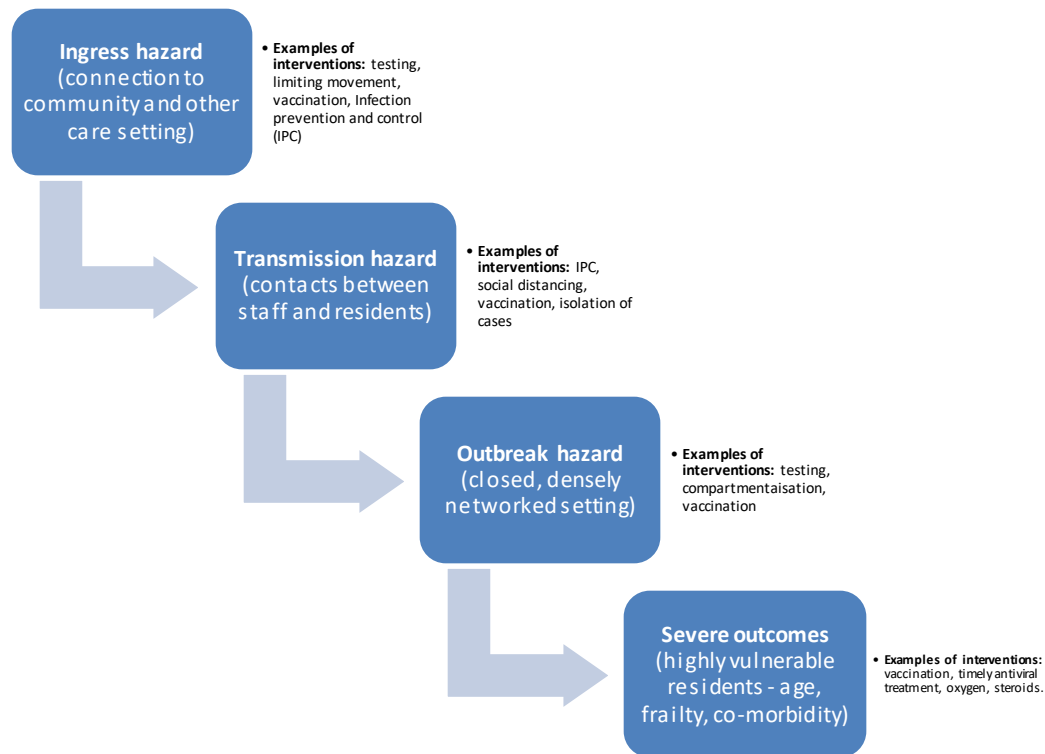 Ingress hazard
(connection to
community and other
care setting)
• Examples of
interventions: testing,
limiting movement,
vaccination, Infection
prevention and control
(IPC)
Transmission hazard
(contacts between
staff and residents)
• Examples of
interventions: IPC,
social distancing,
vaccination, isolation of
cases
Outbreak hazard
(closed, densely
networked setting)
• Examples of
interventions: testing,
compartmentaisation,
vaccination
Severe outcomes
(highly vulnerable
residents - age,
frailty, co-morbidity)
• Examples of interventions:
vaccination, timely antiviral
treatment, oxygen, steroids.